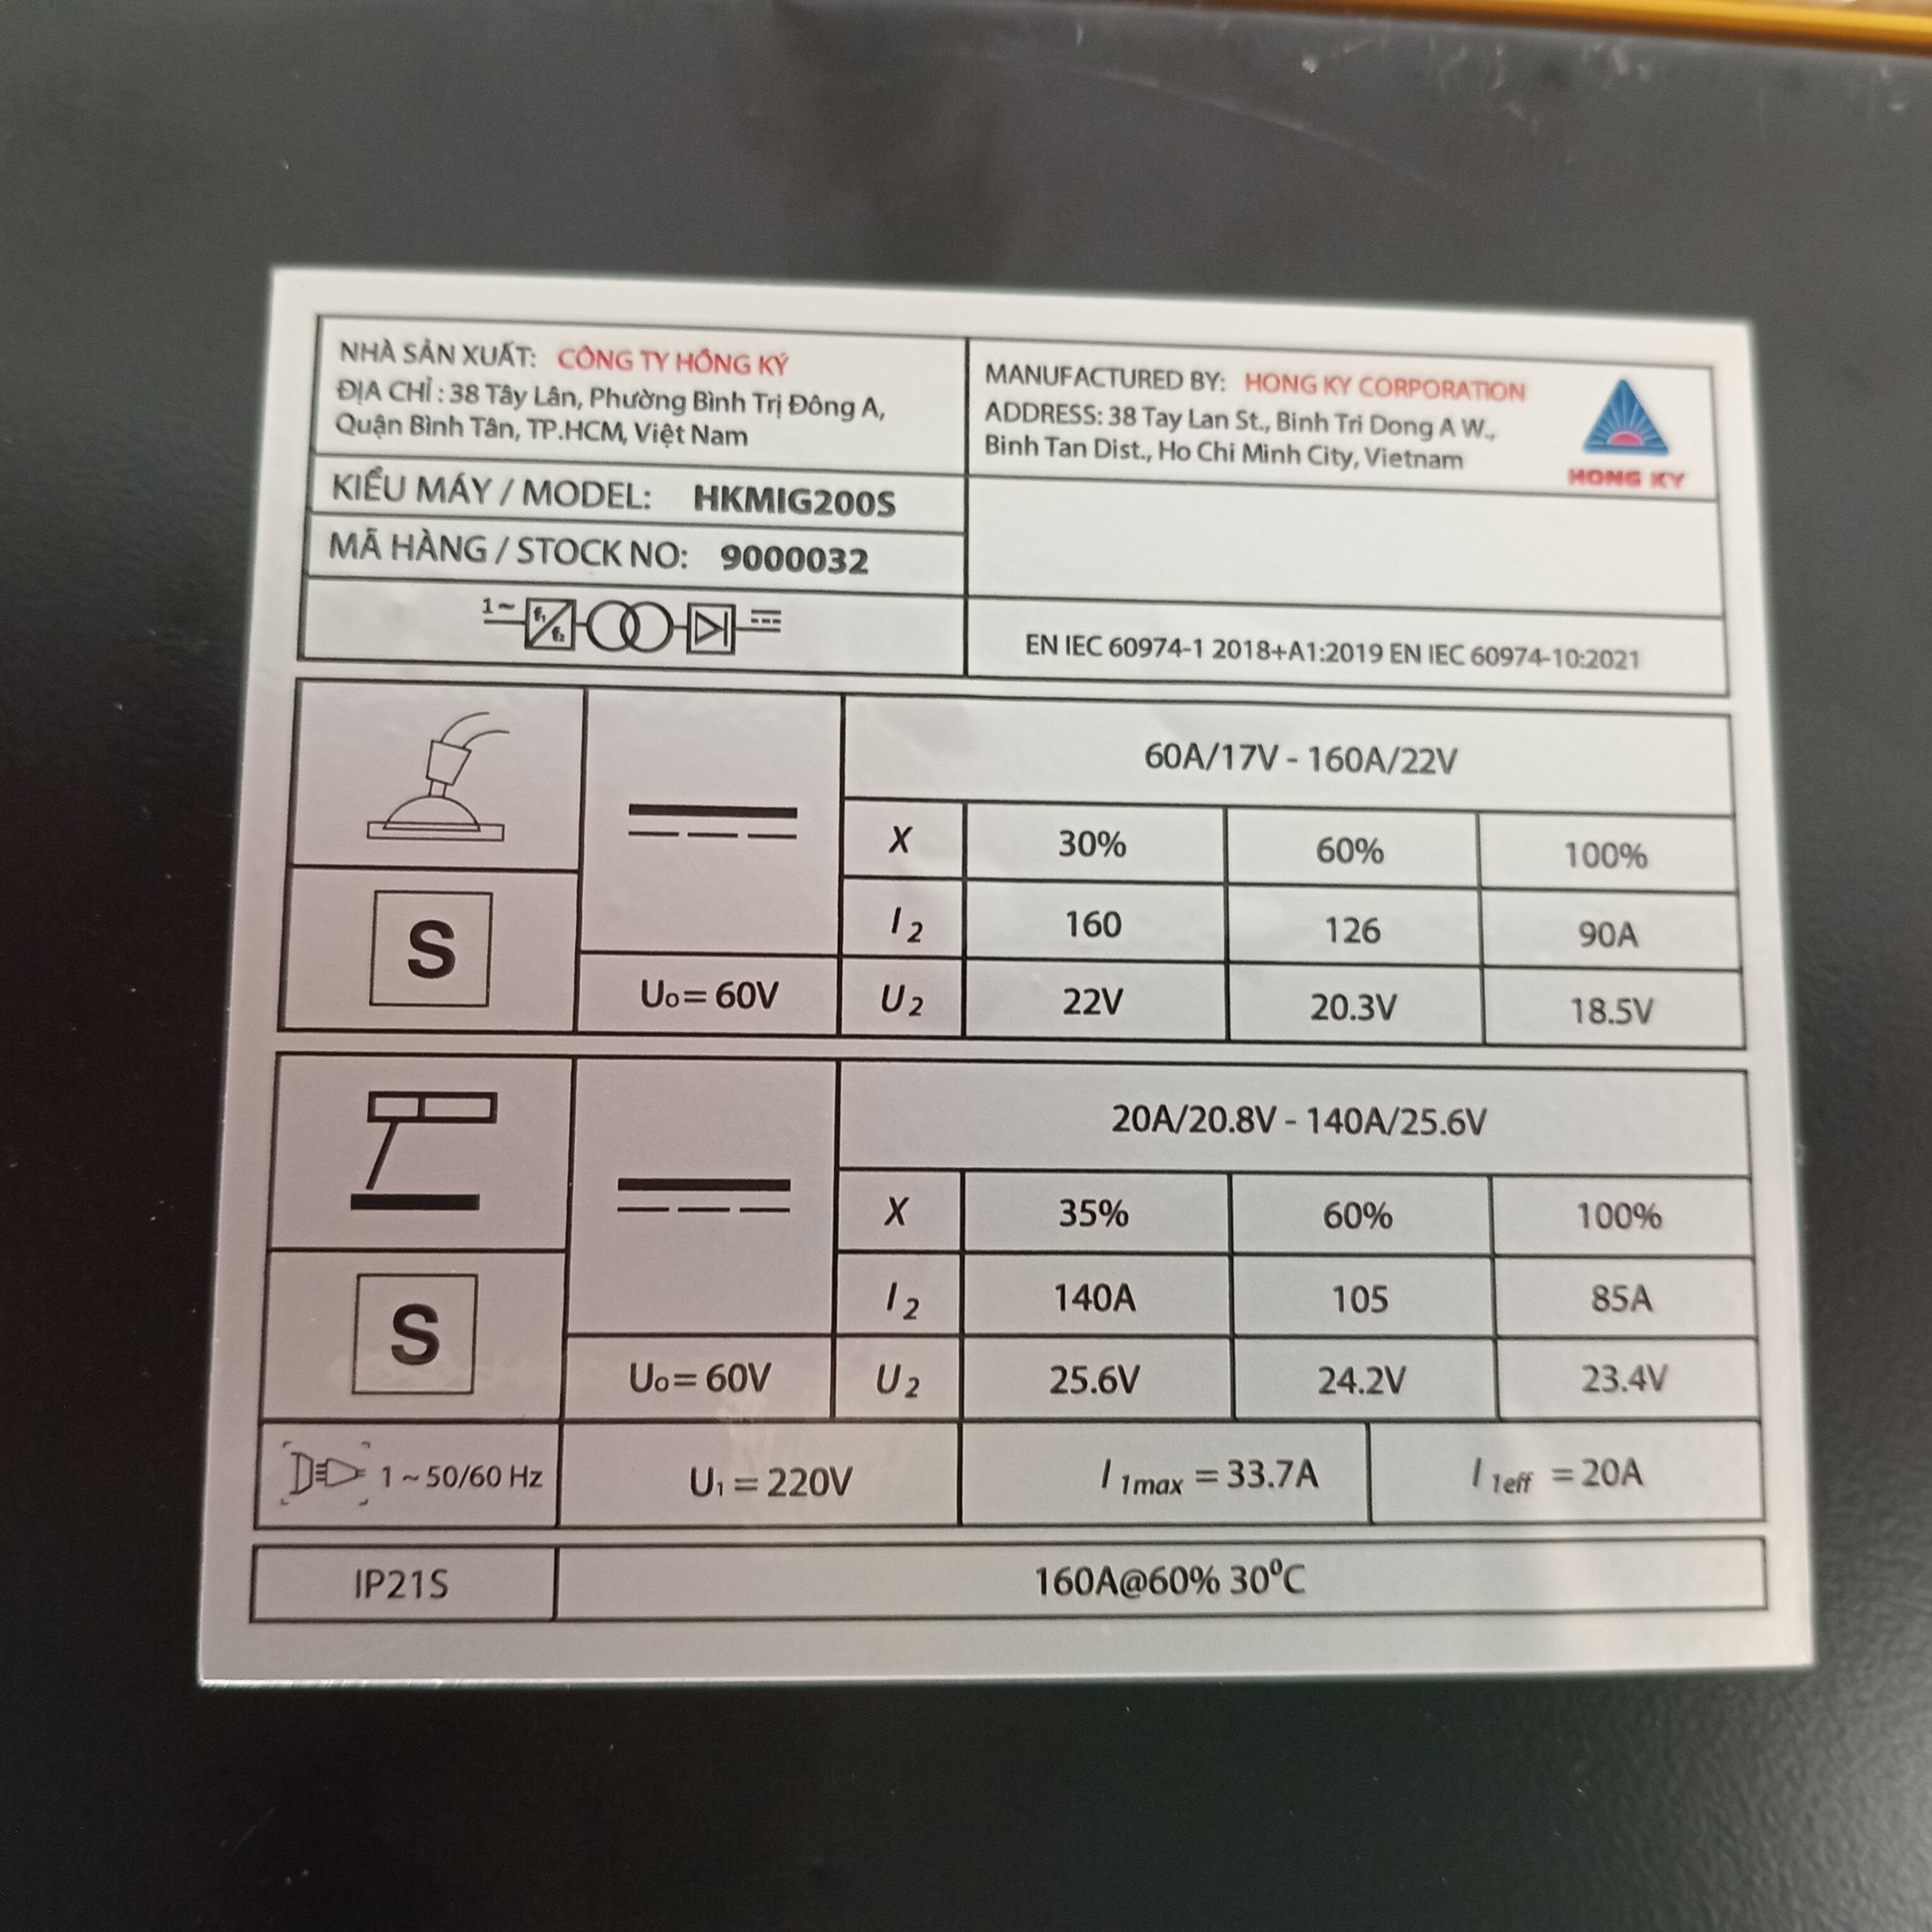 NHÀ SẢN XUẤT: CÔNG TY HỒNG KÝ
ĐỊA CHỈ : 38 Tây Lân, Phường Bình Trị Đông A,
Quận Bình Tân, TP.HCM, Việt Nam
MANUFACTURED BY: HONG KY CORPORATION
ADDRESS: 38 Tay Lan St., Binh Tri Dong A W.,
Binh Tan Dist., Ho Chi Minh City, Vietnam
HONG KY
KIỂU MÁY / MODEL: HKMIG200S
MÃ HÀNG / STOCK NO: 9000032
1~ f₁ f₂
EN IEC 60974-1 2018+A1:2019 EN IEC 60974-10:2021
60A/17V - 160A/22V
X 30% 60% 100%
I₂ 160 126 90A
S
U₀= 60V U₂ 22V 20.3V 18.5V
20A/20.8V - 140A/25.6V
X 35% 60% 100%
I₂ 140A 105 85A
S
U₀= 60V U₂ 25.6V 24.2V 23.4V
1 ~ 50/60 Hz U₁ = 220V I 1max = 33.7A I 1eff = 20A
IP21S 160A@60% 30⁰C